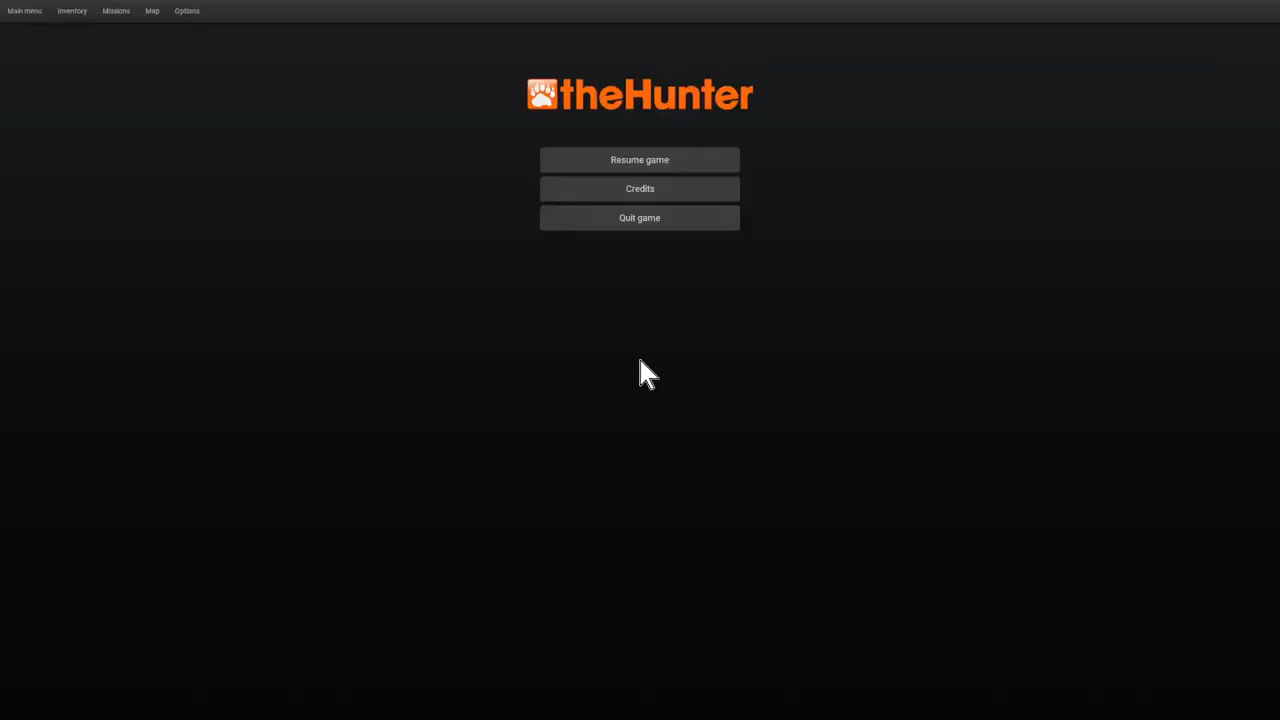 Main menu Inventory Missions Map Options
theHunter
Resume game
Credits
Quit game